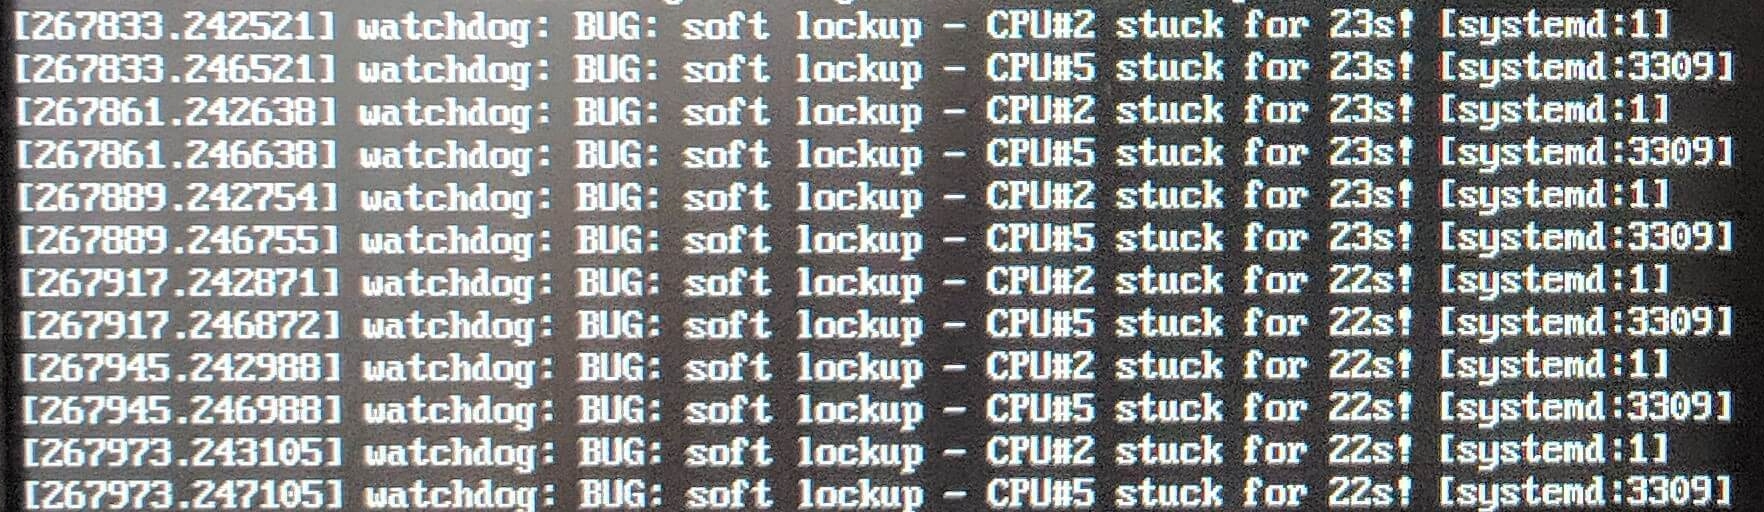 [267833.242521] watchdog: BUG: soft lockup - CPU#2 stuck for 23s! [systemd:1]
[267833.246521] watchdog: BUG: soft lockup - CPU#5 stuck for 23s! [systemd:3309]
[267861.242638] watchdog: BUG: soft lockup - CPU#2 stuck for 23s! [systemd:1]
[267861.246638] watchdog: BUG: soft lockup - CPU#5 stuck for 23s! [systemd:3309]
[267889.242754] watchdog: BUG: soft lockup - CPU#2 stuck for 23s! [systemd:1]
[267889.246755] watchdog: BUG: soft lockup - CPU#5 stuck for 23s! [systemd:3309]
[267917.242871] watchdog: BUG: soft lockup - CPU#2 stuck for 22s! [systemd:1]
[267917.246872] watchdog: BUG: soft lockup - CPU#5 stuck for 22s! [systemd:3309]
[267945.242988] watchdog: BUG: soft lockup - CPU#2 stuck for 22s! [systemd:1]
[267945.246988] watchdog: BUG: soft lockup - CPU#5 stuck for 22s! [systemd:3309]
[267973.243105] watchdog: BUG: soft lockup - CPU#2 stuck for 22s! [systemd:1]
[267973.247105] watchdog: BUG: soft lockup - CPU#5 stuck for 22s! [systemd:3309]